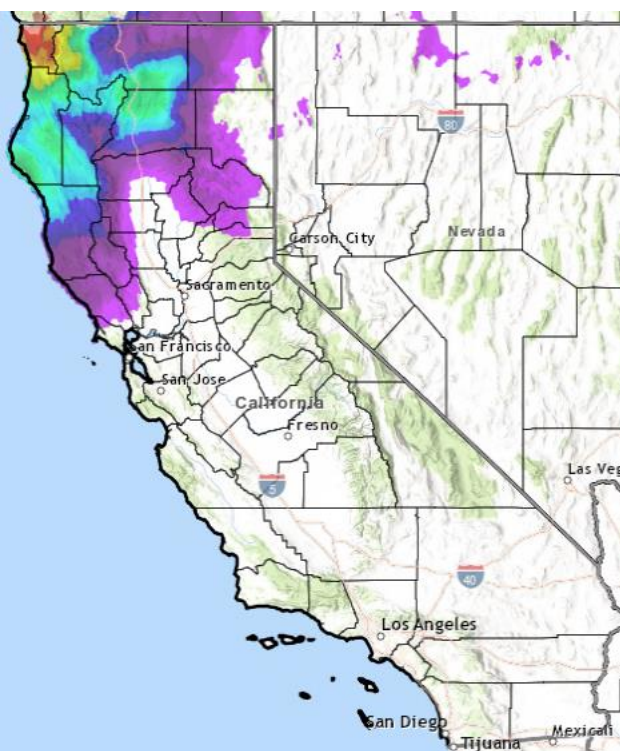 80
Carson City
Nevada
Sacramento
San Francisco
San Jose
California
Fresno
5
Las Veg
40
Los Angeles
San Diego
Tijuana
Mexicali